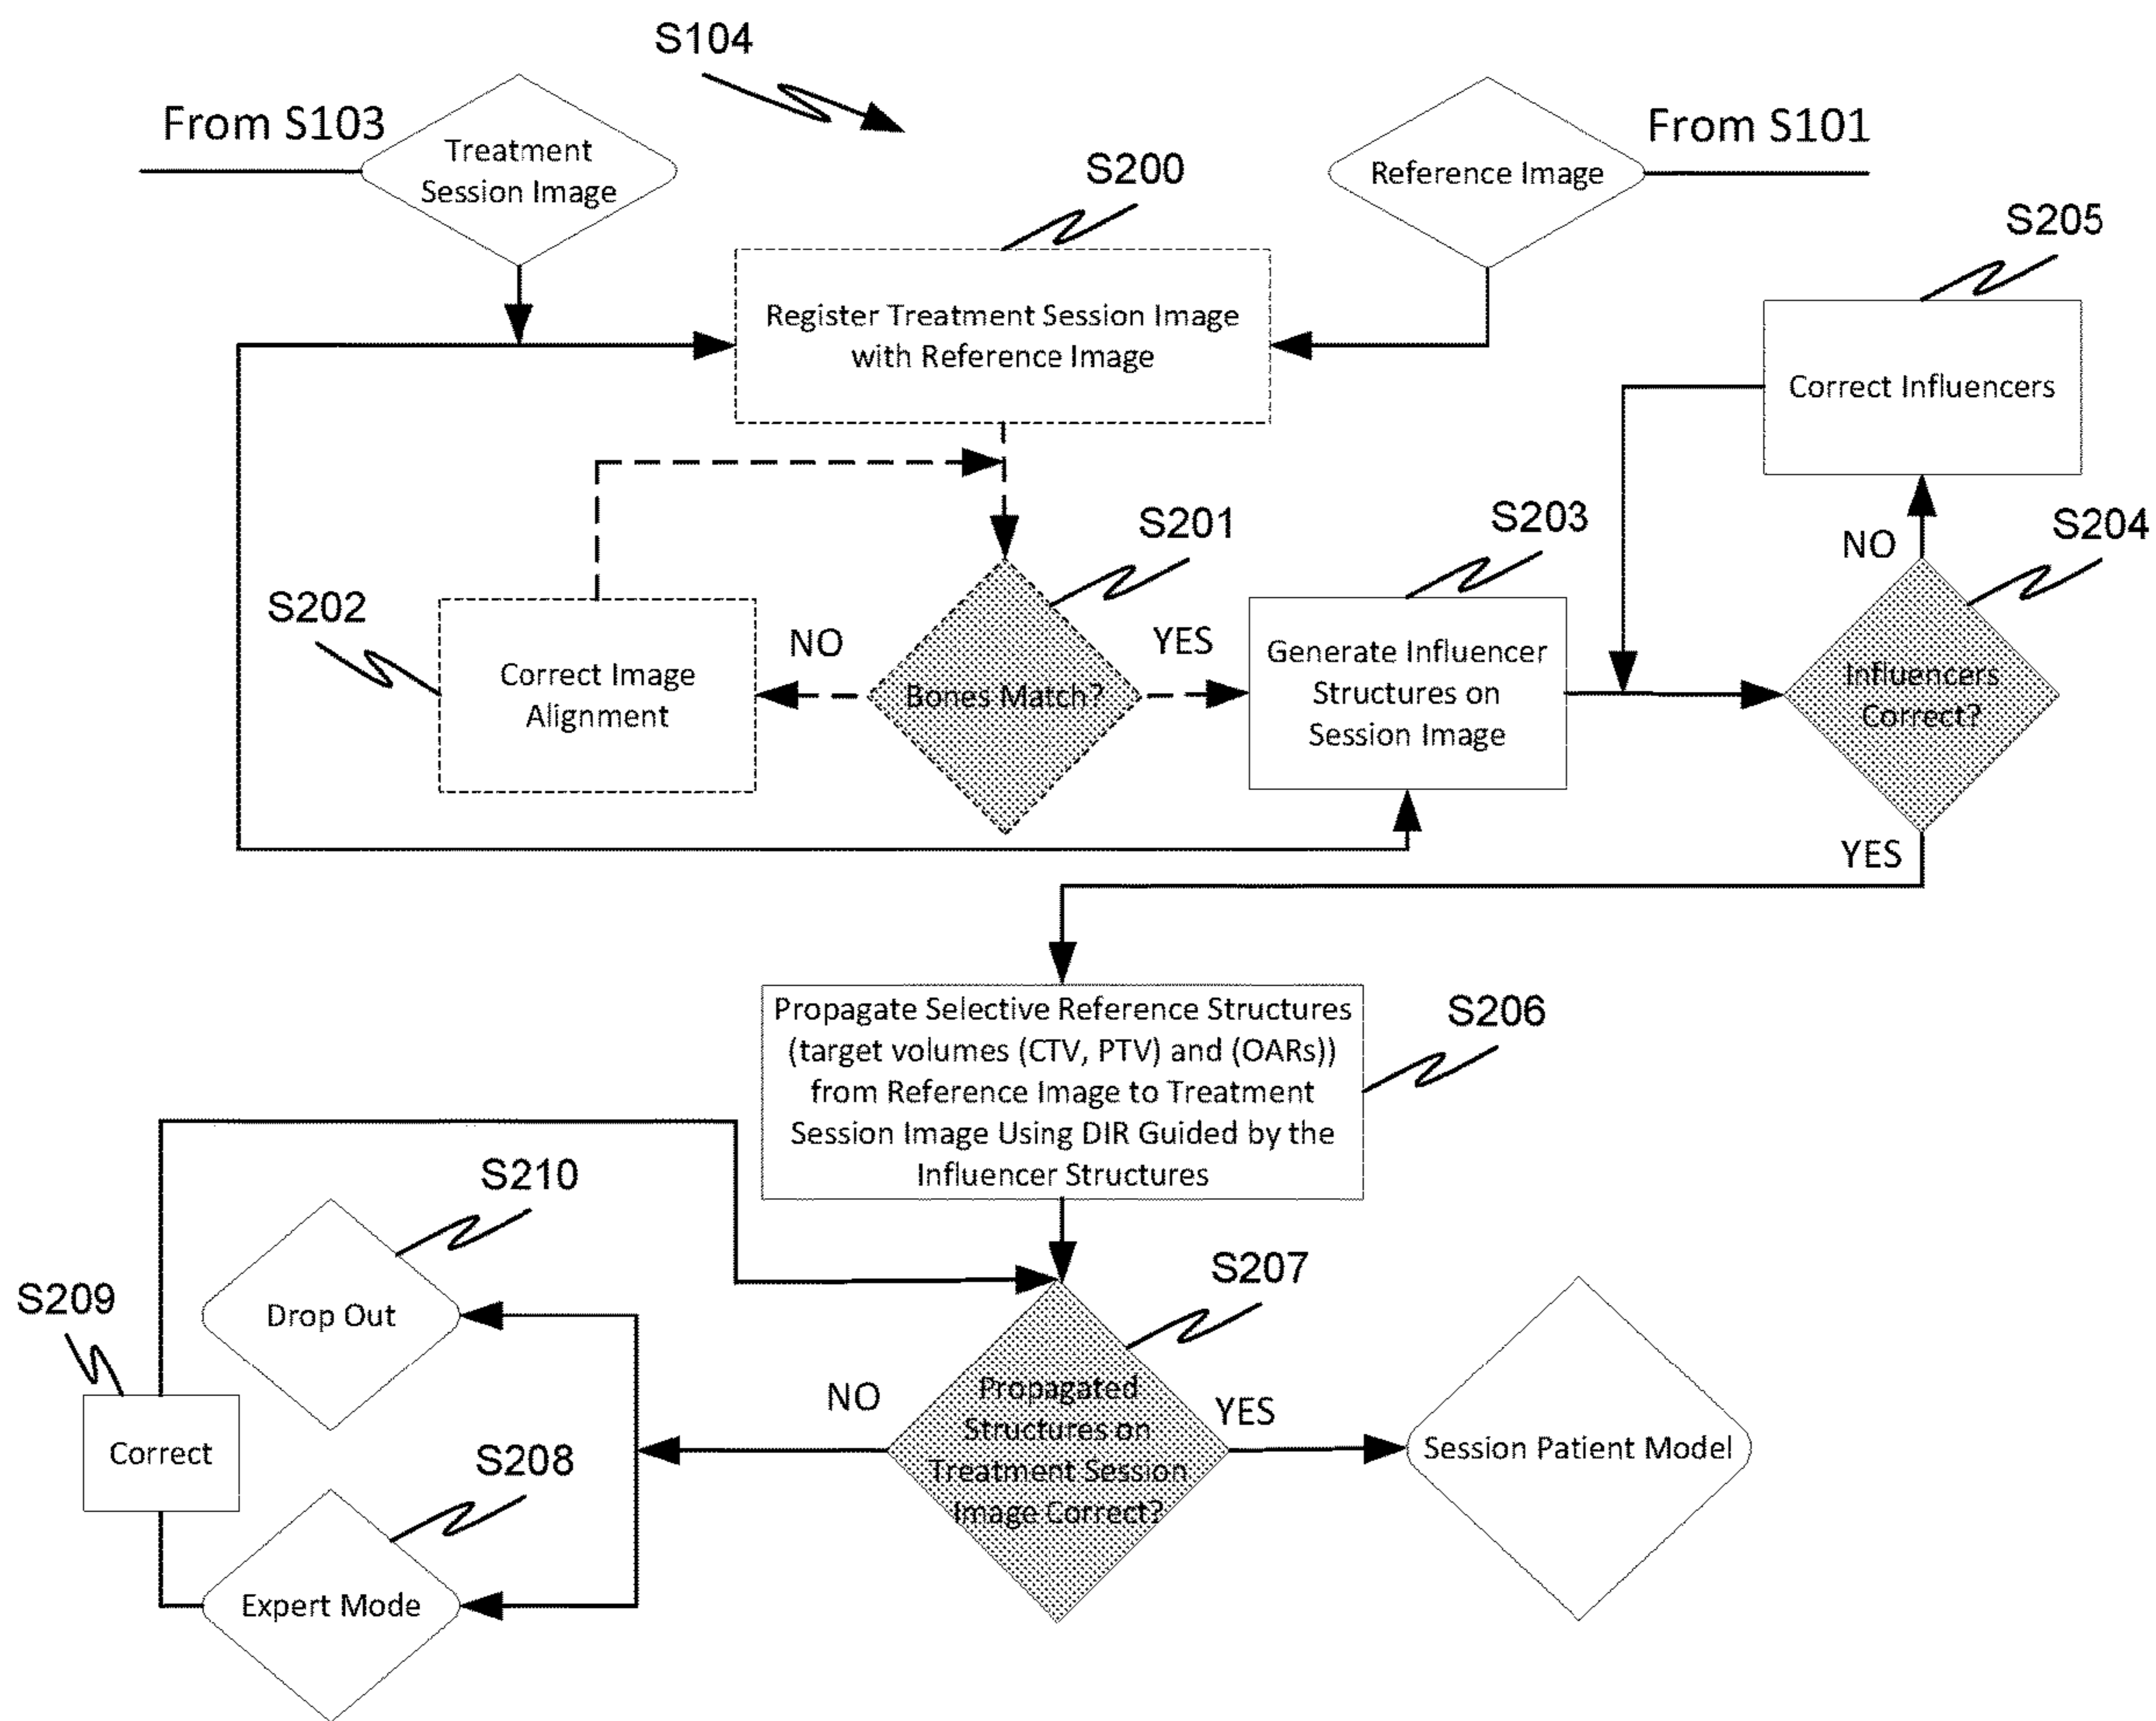 S104
From S103
Treatment
Session Image
S200
Reference Image
From S101
S205
Register Treatment Session Image
with Reference Image
Correct Influencers
S202
Correct Image
Alignment
NO
S201
Bones Match?
YES
S203
Generate Influencer
Structures on
Session Image
NO
S204
Influencers
Correct?
YES
Propagate Selective Reference Structures
(target volumes (CTV, PTV) and (OARs))
from Reference Image to Treatment
Session Image Using DIR Guided by the
Influencer Structures
S206
S210
Drop Out
S209
Correct
S208
Expert Mode
NO
S207
Propagated
Structures on
Treatment Session
Image Correct?
YES
Session Patient Model